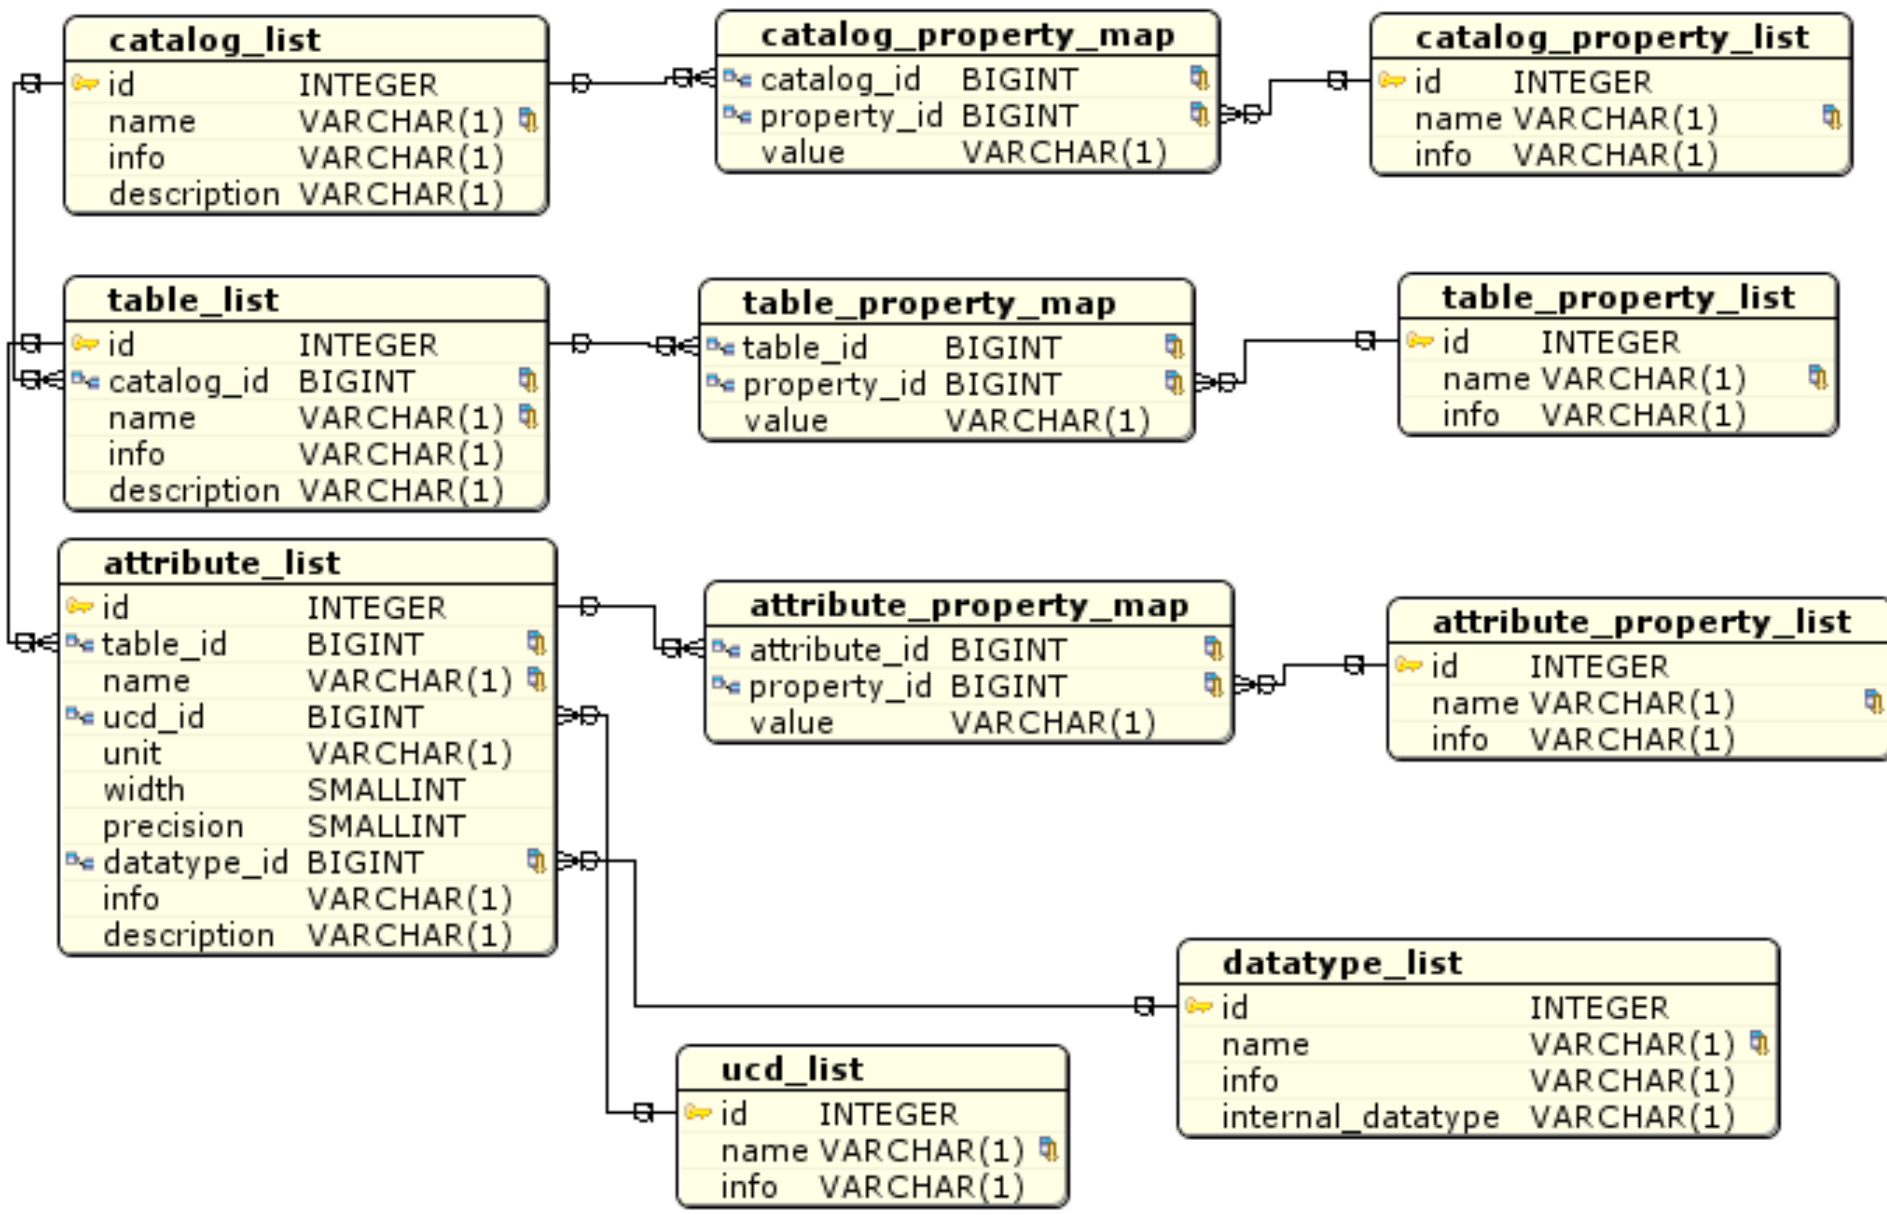 catalog_list
id INTEGER
name VARCHAR(1)
info VARCHAR(1)
description VARCHAR(1)
catalog_property_map
catalog_id BIGINT
property_id BIGINT
value VARCHAR(1)
catalog_property_list
id INTEGER
name VARCHAR(1)
info VARCHAR(1)
table_list
id INTEGER
catalog_id BIGINT
name VARCHAR(1)
info VARCHAR(1)
description VARCHAR(1)
table_property_map
table_id BIGINT
property_id BIGINT
value VARCHAR(1)
table_property_list
id INTEGER
name VARCHAR(1)
info VARCHAR(1)
attribute_list
id INTEGER
table_id BIGINT
name VARCHAR(1)
ucd_id BIGINT
unit VARCHAR(1)
width SMALLINT
precision SMALLINT
datatype_id BIGINT
info VARCHAR(1)
description VARCHAR(1)
attribute_property_map
attribute_id BIGINT
property_id BIGINT
value VARCHAR(1)
attribute_property_list
id INTEGER
name VARCHAR(1)
info VARCHAR(1)
datatype_list
id INTEGER
name VARCHAR(1)
info VARCHAR(1)
internal_datatype VARCHAR(1)
ucd_list
id INTEGER
name VARCHAR(1)
info VARCHAR(1)